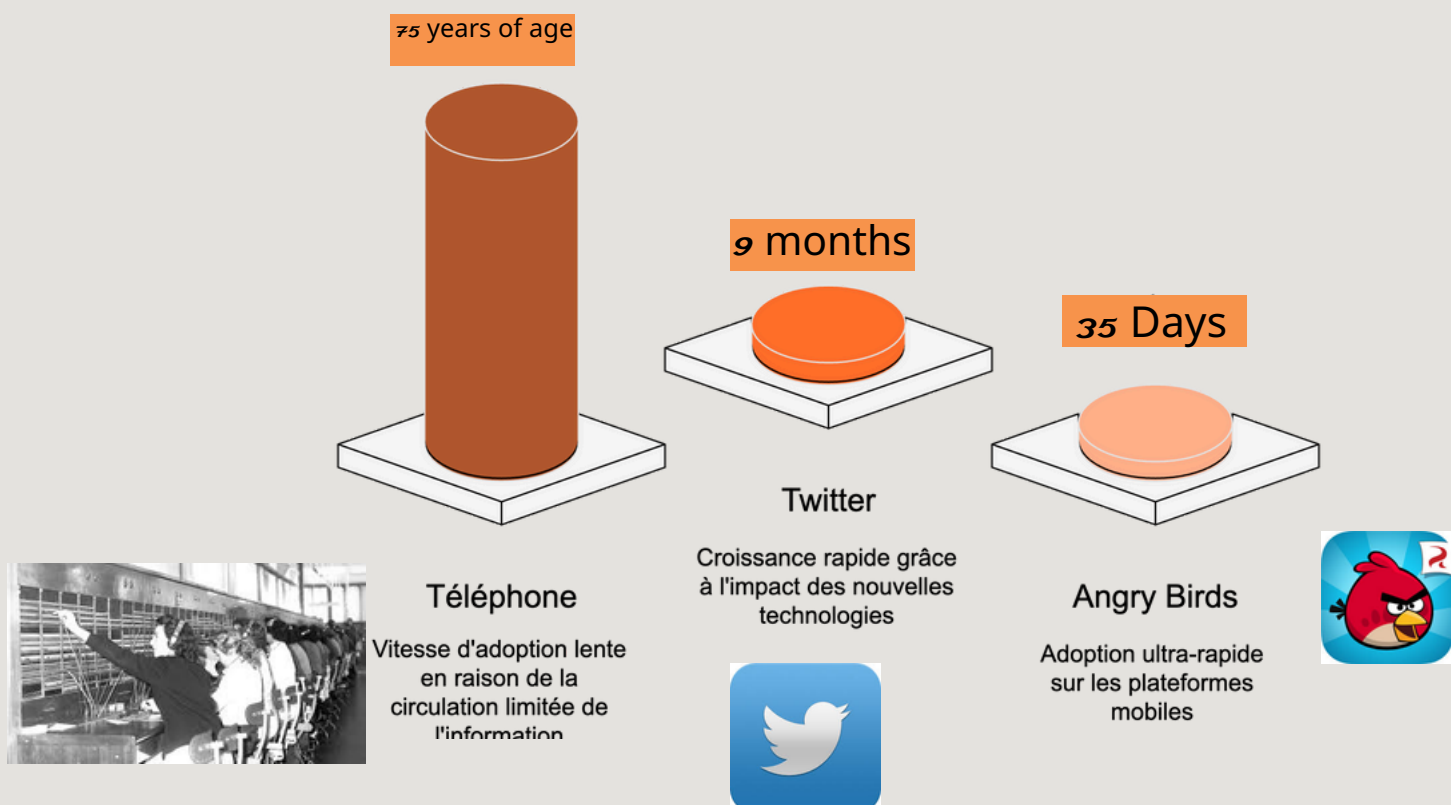 75 years of age
9 months
35 Days
Téléphone
Vitesse d'adoption lente
en raison de la
circulation limitée de
l'information
Twitter
Croissance rapide grâce
à l'impact des nouvelles
technologies
Angry Birds
Adoption ultra-rapide
sur les plateformes
mobiles